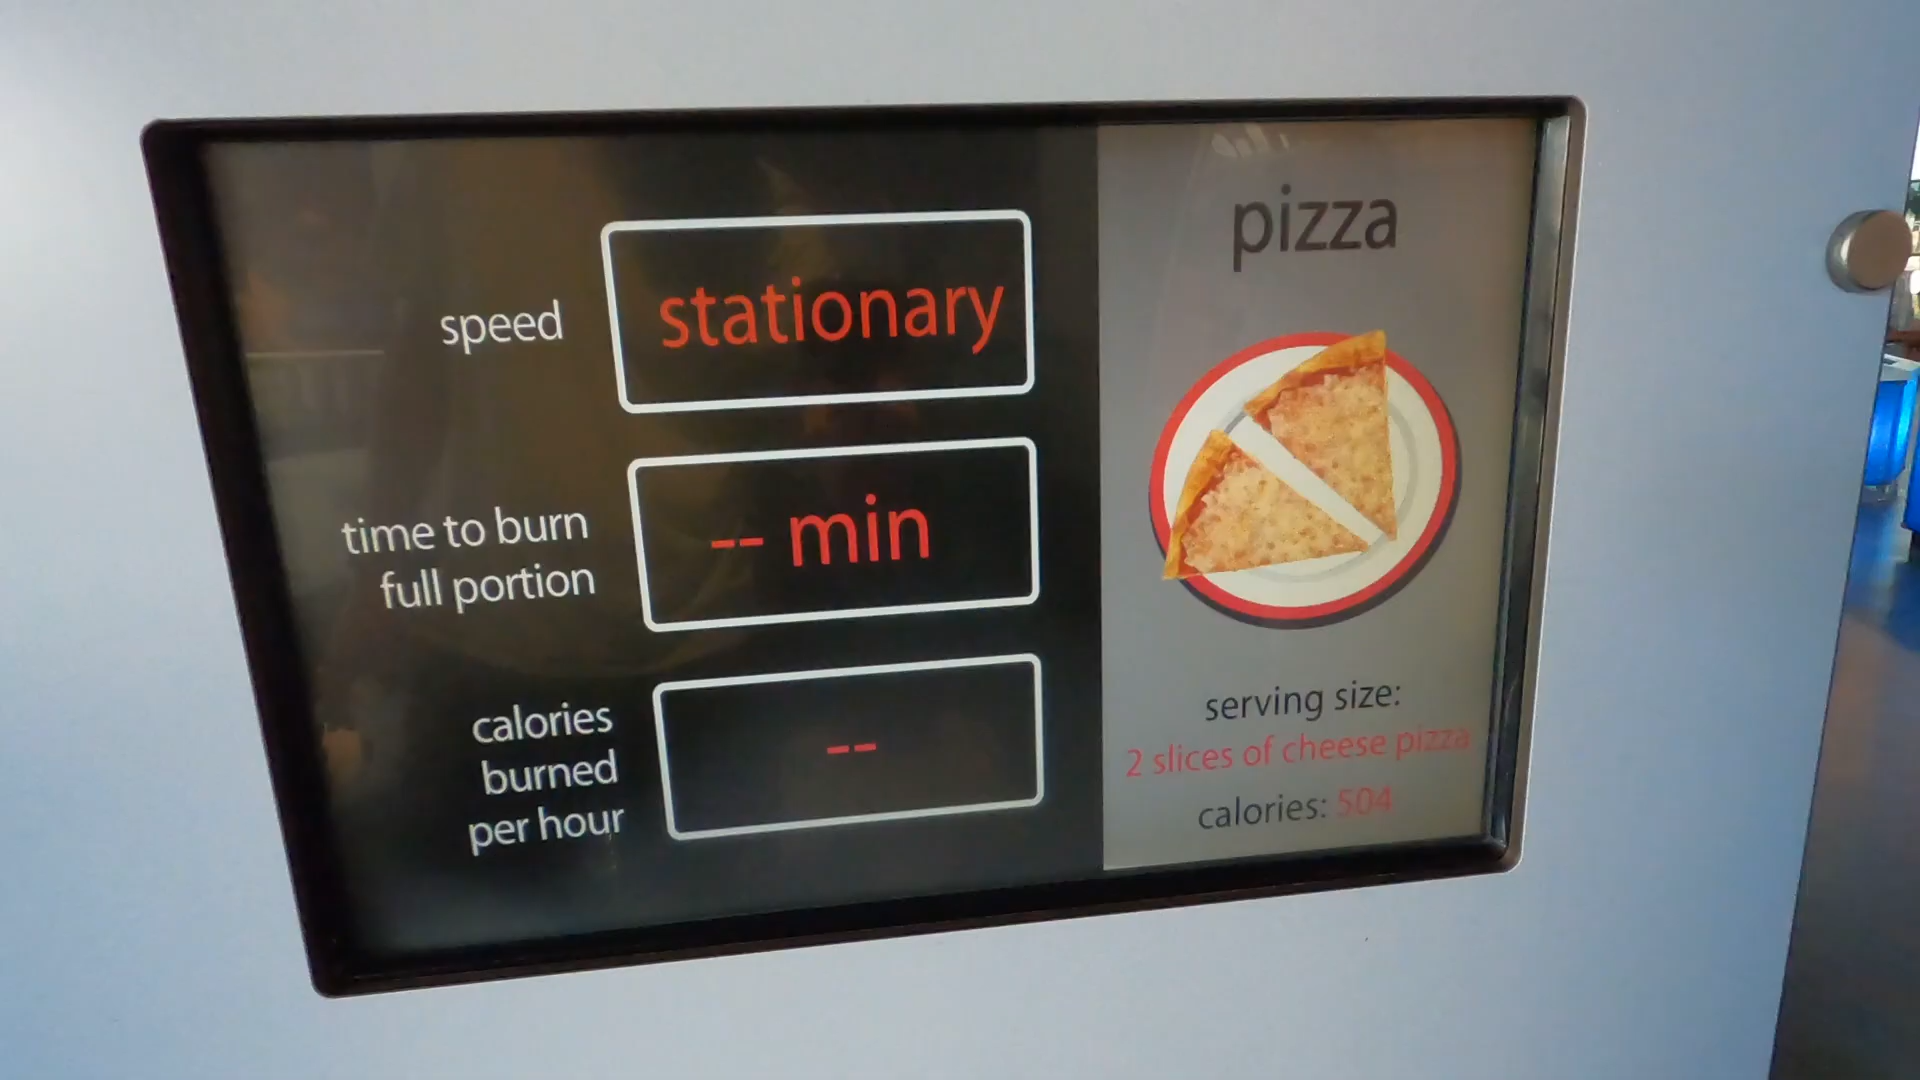 speed
stationary
time to burn
full portion
-- min
calories
burned
per hour
--
pizza
serving size:
2 slices of cheese pizza
calories: 504